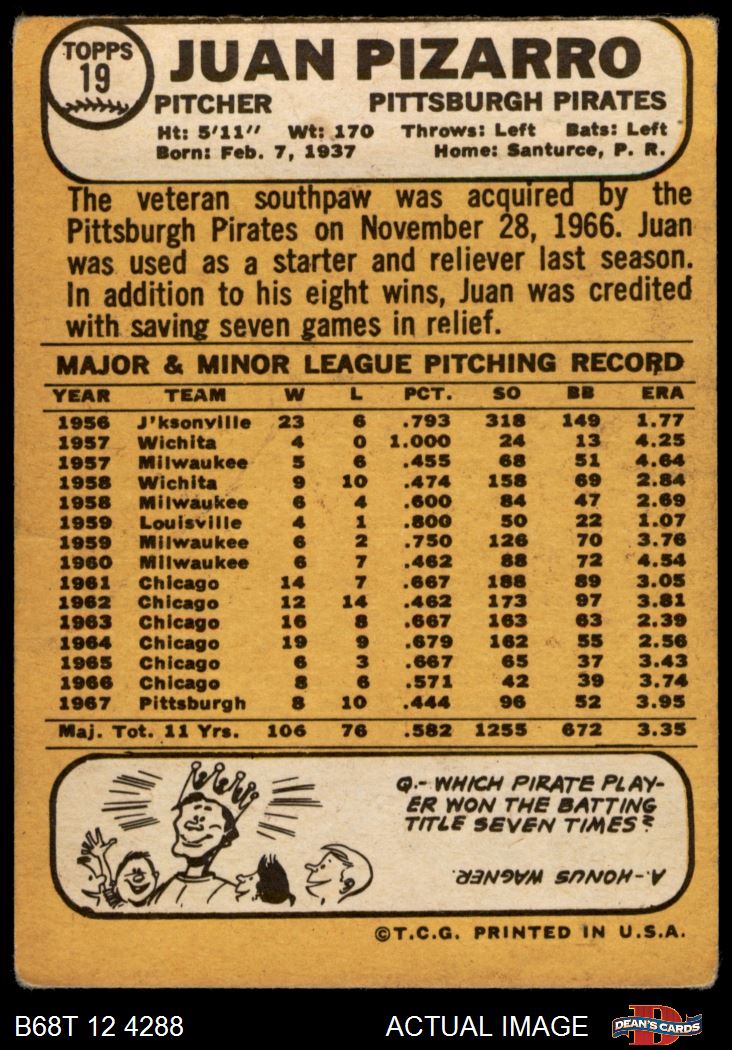 TOPPS
19
JUAN PIZARRO
PITCHER PITTSBURGH PIRATES
Ht: 5'11" Wt: 170 Throws: Left Bats: Left
Born: Feb. 7, 1937 Home: Santurce, P. R.
The veteran southpaw was acquired by the
Pittsburgh Pirates on November 28, 1966. Juan
was used as a starter and reliever last season.
In addition to his eight wins, Juan was credited
with saving seven games in relief.
MAJOR & MINOR LEAGUE PITCHING RECORD
YEAR TEAM W L PCT. SO BB ERA
1956 J'ksonville 23 6 .793 318 149 1.77
1957 Wichita 4 0 1.000 24 13 4.25
1957 Milwaukee 5 6 .455 68 51 4.64
1958 Wichita 9 10 .474 158 69 2.84
1958 Milwaukee 6 4 .600 84 47 2.69
1959 Louisville 4 1 .800 50 22 1.07
1959 Milwaukee 6 2 .750 126 70 3.76
1960 Milwaukee 6 7 .462 88 72 4.54
1961 Chicago 14 7 .667 188 89 3.05
1962 Chicago 12 14 .462 173 97 3.81
1963 Chicago 16 8 .667 163 63 2.39
1964 Chicago 19 9 .679 162 55 2.56
1965 Chicago 6 3 .667 65 37 3.43
1966 Chicago 8 6 .571 42 39 3.74
1967 Pittsburgh 8 10 .444 96 52 3.95
Maj. Tot. 11 Yrs. 106 76 .582 1255 672 3.35
Q.- WHICH PIRATE PLAY-
ER WON THE BATTING
TITLE SEVEN TIMES?
A.- HONUS WAGNER.
©T.C.G. PRINTED IN U.S.A.
B68T 12 4288 ACTUAL IMAGE
D
DEAN'S CARDS